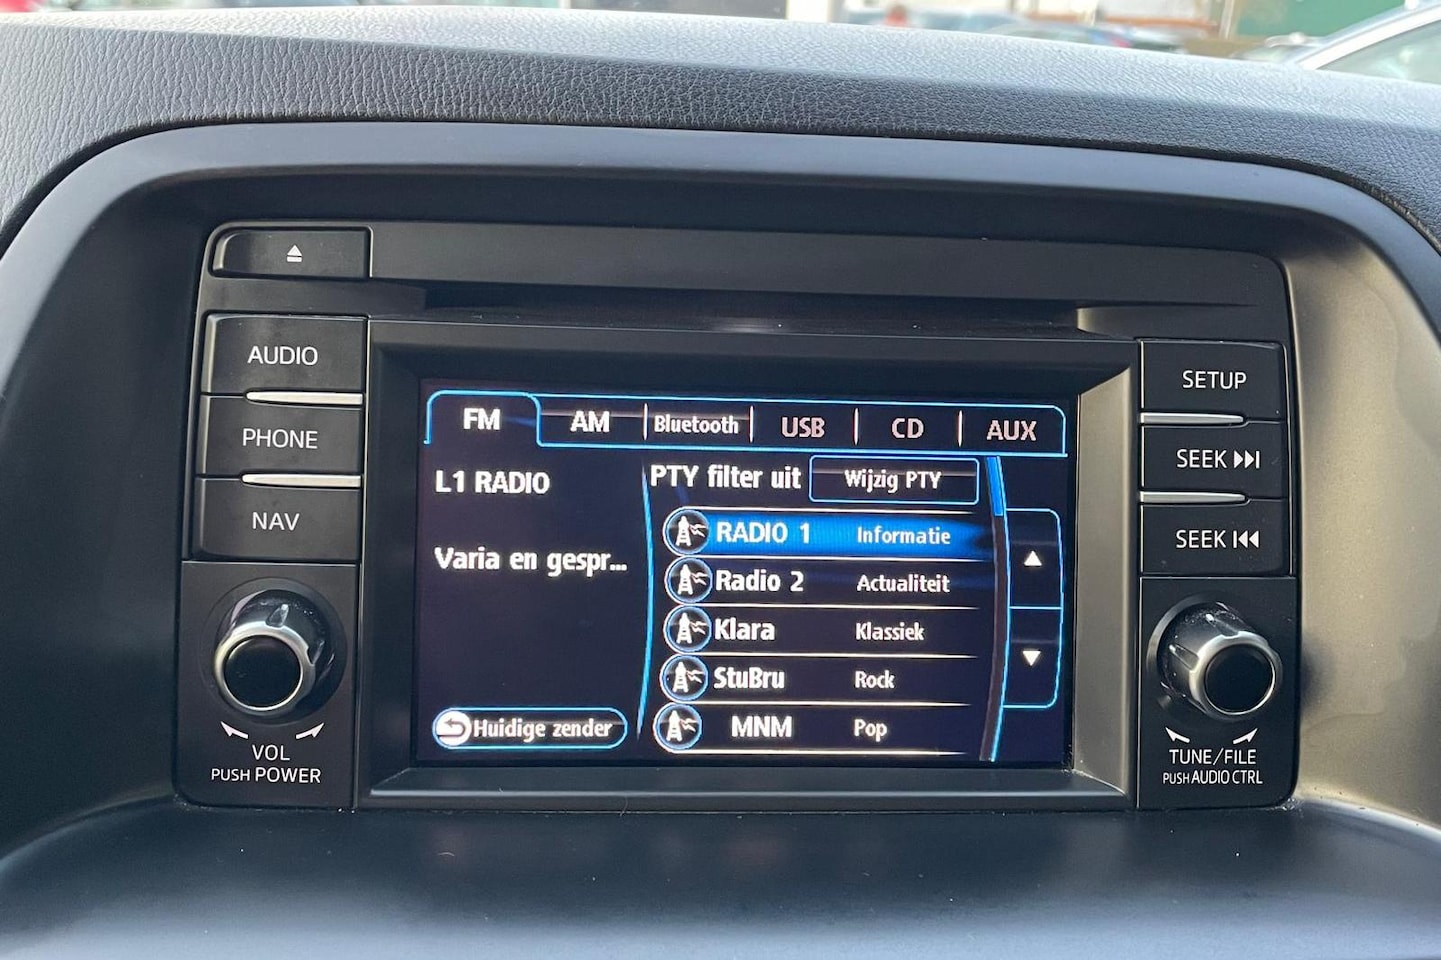 AUDIO
PHONE
NAV
VOL
PUSH POWER
FM AM Bluetooth USB CD AUX
L1 RADIO
Varia en gespr...
Huidige zender
PTY filter uit Wijzig PTY
RADIO 1 Informatie
Radio 2 Actualiteit
Klara Klassiek
StuBru Rock
MNM Pop
SETUP
SEEK
SEEK
TUNE/FILE
PUSH AUDIO CTRL